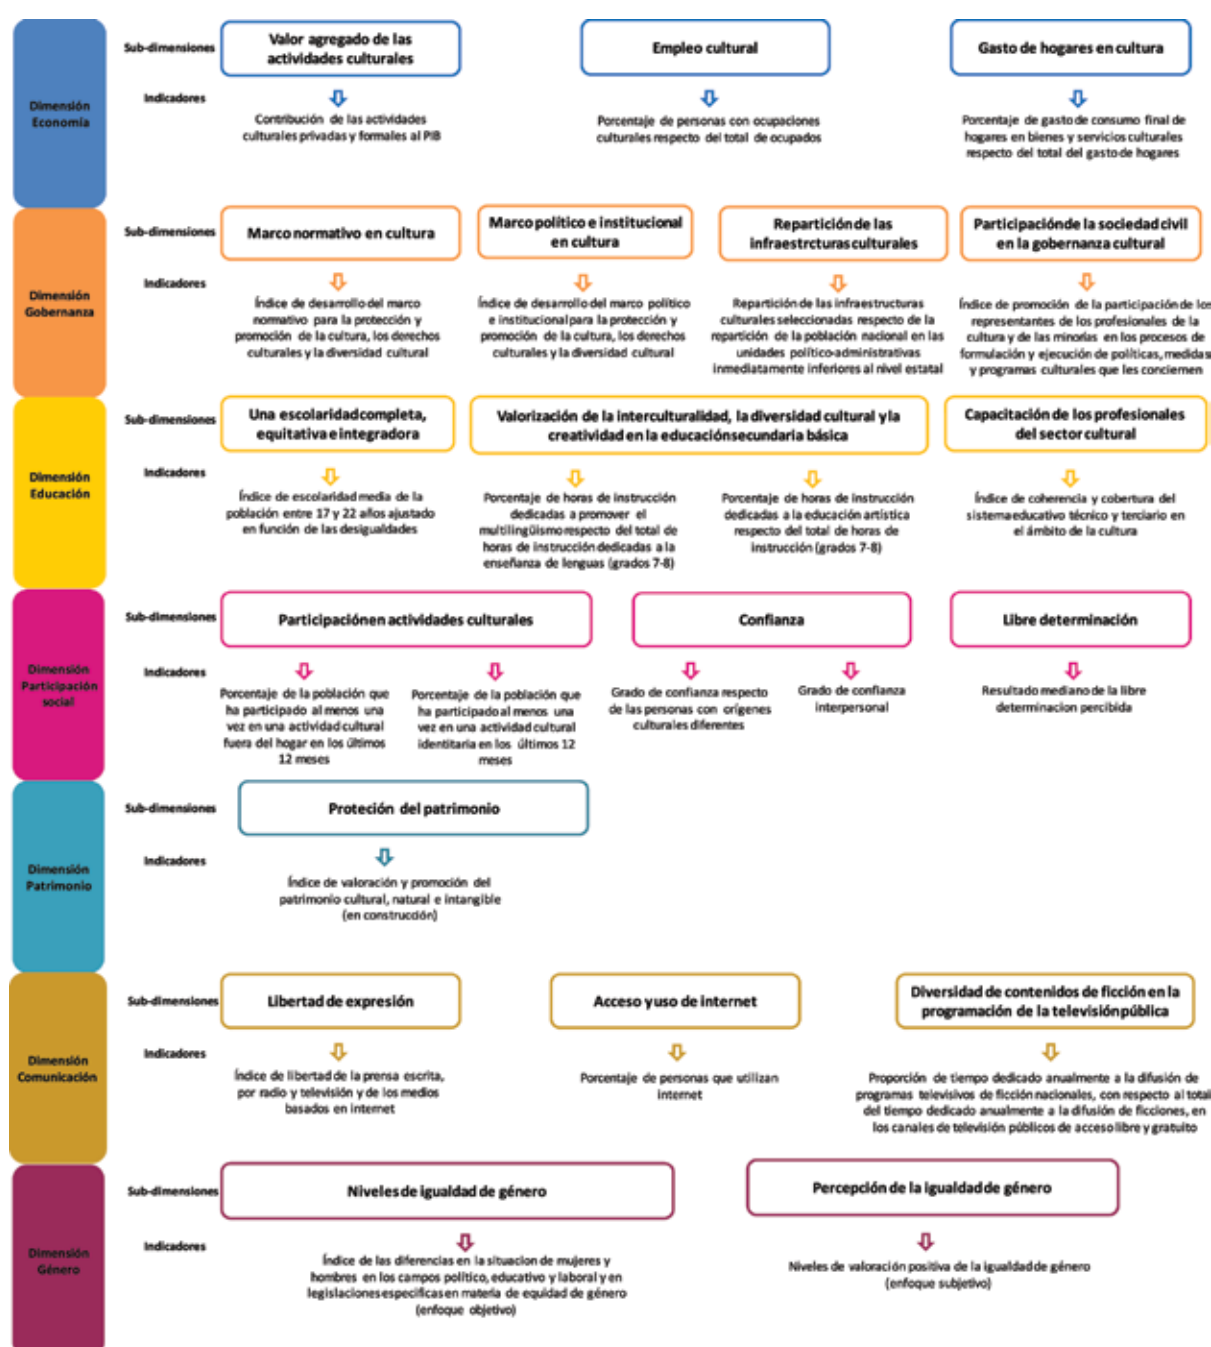 Dimensión
Economía
Sub-dimensiones
Valor agregado de las
actividades culturales
Empleo cultural
Gasto de hogares en cultura
Indicadores
Contribución de las actividades
culturales privadas y formales al PIB
Porcentaje de personas con ocupaciones
culturales respecto del total de ocupados
Porcentaje de gasto de consumo final de
hogares en bienes y servicios culturales
respecto del total del gasto de hogares
Dimensión
Gobernanza
Sub-dimensiones
Marco normativo en cultura
Marco político e institucional
en cultura
Repartición de las
infraestrcturas culturales
Participación de la sociedad civil
en la gobernanza cultural
Indicadores
Índice de desarrollo del marco
normativo para la protección y
promoción de la cultura, los derechos
culturales y la diversidad cultural
Índice de desarrollo del marco político
e institucional para la protección y
promoción de la cultura, los derechos
culturales y la diversidad cultural
Repartición de las infraestructuras
culturales seleccionadas respecto de la
repartición de la población nacional en las
unidades político-administrativas
inmediatamente inferiores al nivel estatal
Índice de promoción de la participación de los
representantes de los profesionales de la
cultura y de las minorías en los procesos de
formulación y ejecución de políticas, medidas
y programas culturales que les conciernen
Dimensión
Educación
Sub-dimensiones
Una escolaridad completa,
equitativa e integradora
Valorización de la interculturalidad, la diversidad cultural y la
creatividad en la educación secundaria básica
Capacitación de los profesionales
del sector cultural
Indicadores
Índice de escolaridad media de la
población entre 17 y 22 años ajustado
en función de las desigualdades
Porcentaje de horas de instrucción
dedicadas a promover el
multilingüismo respecto del total de
horas de instrucción dedicadas a la
enseñanza de lenguas (grados 7-8)
Porcentaje de horas de instrucción
dedicadas a la educación artística
respecto del total de horas de
instrucción (grados 7-8)
Índice de coherencia y cobertura del
sistema educativo técnico y terciario en
el ámbito de la cultura
Dimensión
Participación
social
Sub-dimensiones
Participación en actividades culturales
Confianza
Libre determinación
Indicadores
Porcentaje de la población que
ha participado al menos una
vez en una actividad cultural
fuera del hogar en los últimos
12 meses
Porcentaje de la población que
ha participado al menos una
vez en una actividad cultural
identitaria en los últimos 12
meses
Grado de confianza respecto
de las personas con orígenes
culturales diferentes
Grado de confianza
interpersonal
Resultado mediano de la libre
determinacion percibida
Dimensión
Patrimonio
Sub-dimensiones
Proteción del patrimonio
Indicadores
Índice de valoración y promoción del
patrimonio cultural, natural e intangible
(en construcción)
Dimensión
Comunicación
Sub-dimensiones
Libertad de expresión
Acceso y uso de internet
Diversidad de contenidos de ficción en la
programación de la televisión pública
Indicadores
Índice de libertad de la prensa escrita,
por radio y televisión y de los medios
basados en internet
Porcentaje de personas que utilizan
Internet
Proporción de tiempo dedicado anualmente a la difusión de
programas televisivos de ficción nacionales, con respecto al total
del tiempo dedicado anualmente a la difusión de ficciones, en
los canales de televisión públicos de acceso libre y gratuito
Dimensión
Género
Sub-dimensiones
Niveles de igualdad de género
Percepción de la igualdad de género
Indicadores
Índice de las diferencias en la situacion de mujeres y
hombres en los campos político, educativo y laboral y en
legislaciones especificas en materia de equidad de género
(enfoque objetivo)
Niveles de valoración positiva de la igualdad de género
(enfoque subjetivo)